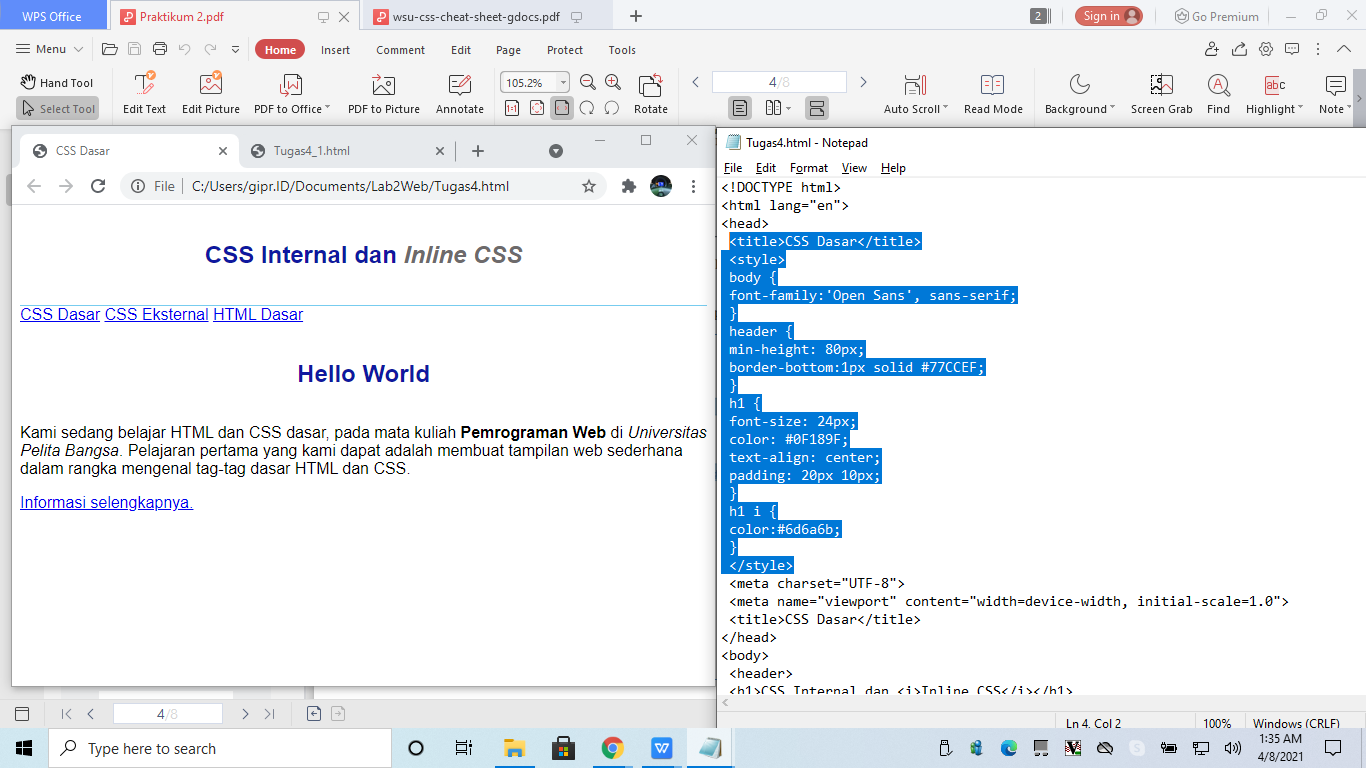 WPS Office
Praktikum 2.pdf
wsu-css-cheat-sheet-gdocs.pdf
2
Sign in
Go Premium
Menu
Home
Insert
Comment
Edit
Page
Protect
Tools
Hand Tool
Select Tool
Edit Text
Edit Picture
PDF to Office
PDF to Picture
Annotate
105.2%
1:1
Rotate
4/8
Auto Scroll
Read Mode
Background
Screen Grab
Find
abc
Highlight
Note
CSS Dasar
Tugas4_1.html
File | C:/Users/gipr.ID/Documents/Lab2Web/Tugas4.html
CSS Internal dan Inline CSS
CSS Dasar CSS Eksternal HTML Dasar
Hello World
Kami sedang belajar HTML dan CSS dasar, pada mata kuliah Pemrograman Web di Universitas
Pelita Bangsa. Pelajaran pertama yang kami dapat adalah membuat tampilan web sederhana
dalam rangka mengenal tag-tag dasar HTML dan CSS.
Informasi selengkapnya.
Tugas4.html - Notepad
File Edit Format View Help
<!DOCTYPE html>
<html lang="en">
<head>
<title>CSS Dasar</title>
<style>
body {
font-family:'Open Sans', sans-serif;
}
header {
min-height: 80px;
border-bottom:1px solid #77CCEF;
}
h1 {
font-size: 24px;
color: #0F189F;
text-align: center;
padding: 20px 10px;
}
h1 i {
color:#6d6a6b;
}
</style>
<meta charset="UTF-8">
<meta name="viewport" content="width=device-width, initial-scale=1.0">
<title>CSS Dasar</title>
</head>
<body>
<header>
<h1>CSS Internal dan <i>Inline CSS</i></h1>
Ln 4, Col 2
100%
Windows (CRLF)
4/8
Type here to search
1:35 AM
4/8/2021